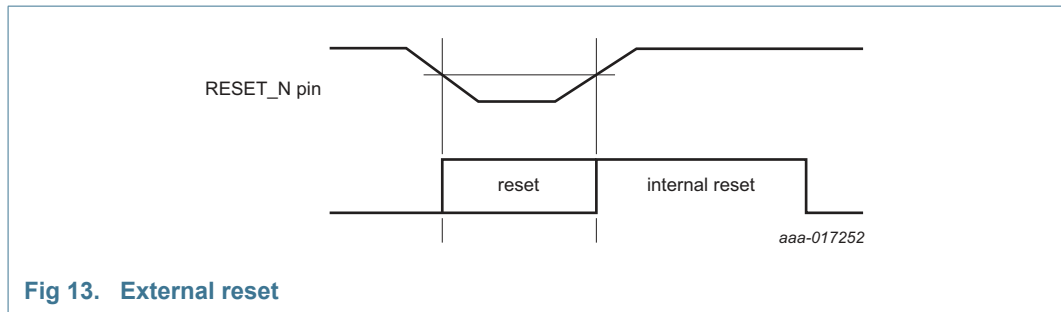 RESET_N pin
reset
internal reset
aaa-017252
Fig 13. External reset